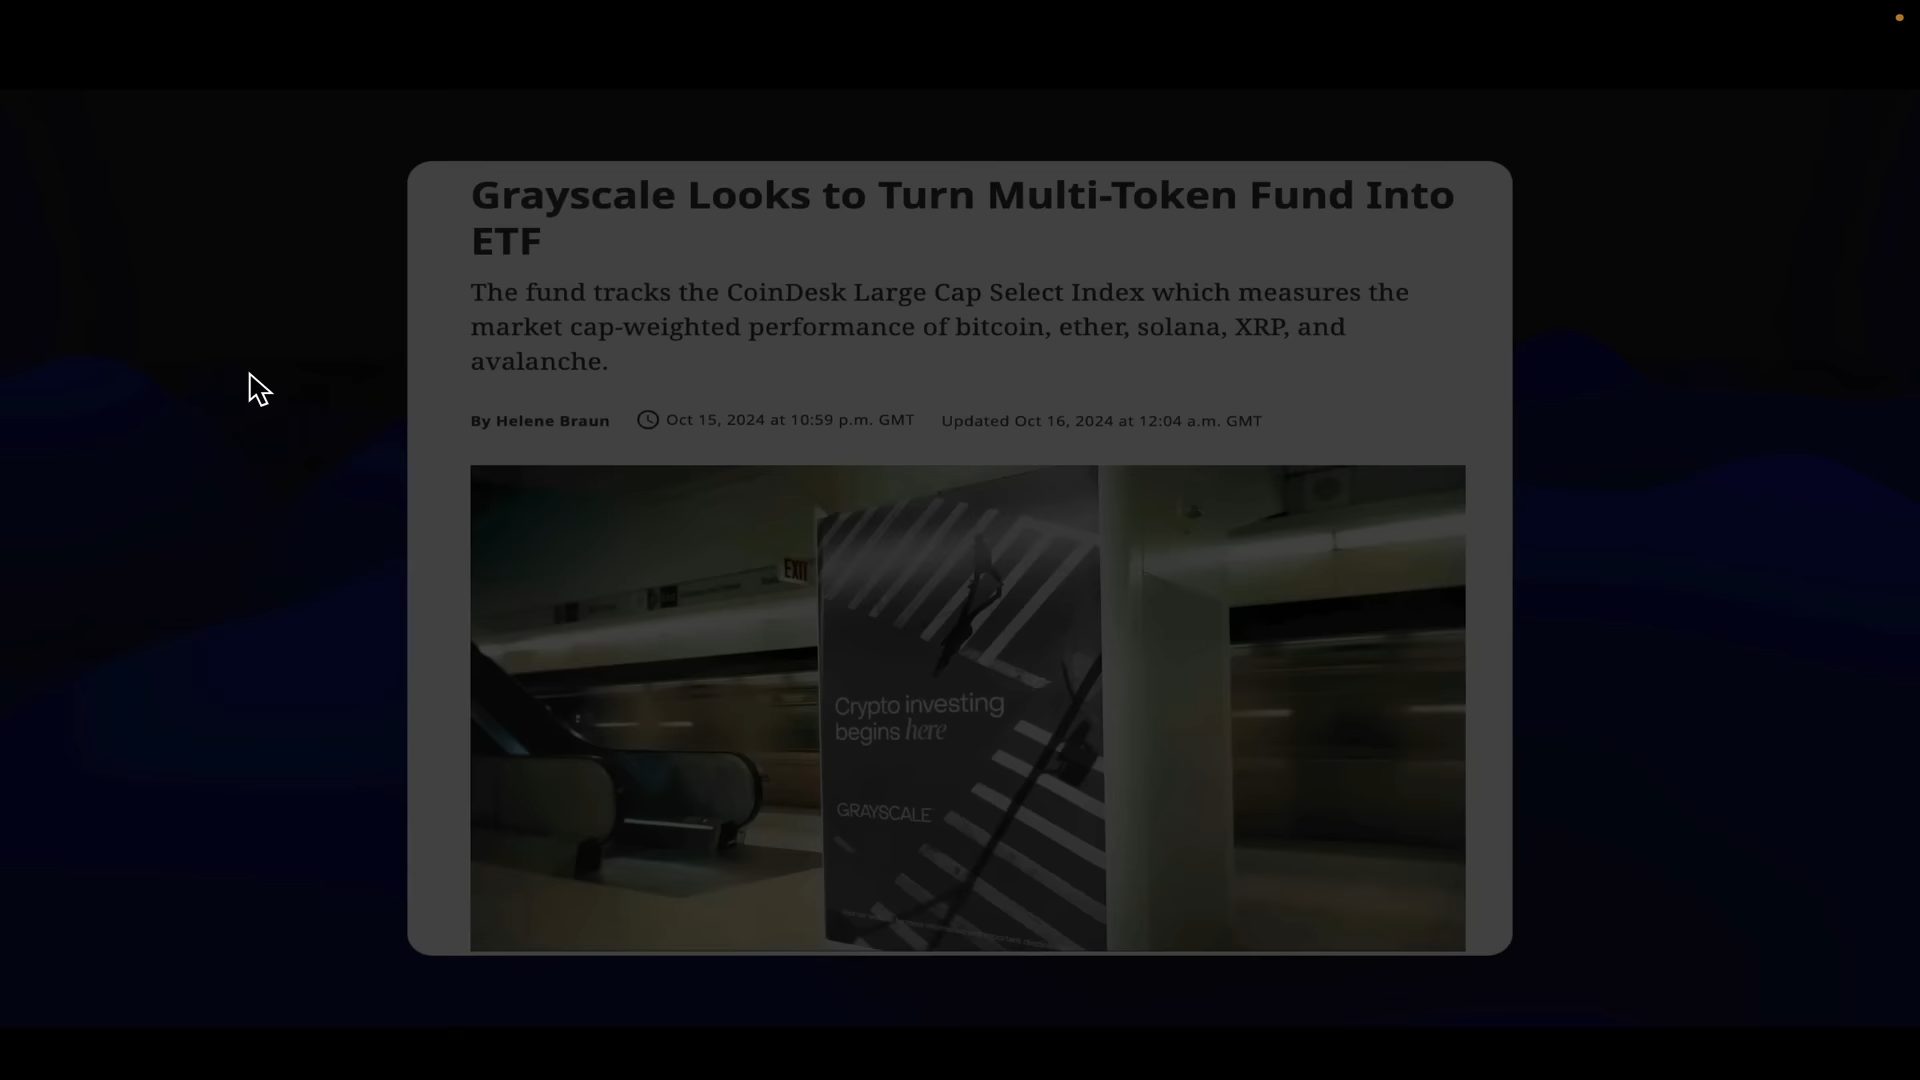 Grayscale Looks to Turn Multi-Token Fund Into
ETF
The fund tracks the CoinDesk Large Cap Select Index which measures the
market cap-weighted performance of bitcoin, ether, solana, XRP, and
avalanche.
By Helene Braun Oct 15, 2024 at 10:59 p.m. GMT Updated Oct 16, 2024 at 12:04 a.m. GMT
EXIT
Crypto investing
begins here
GRAYSCALE